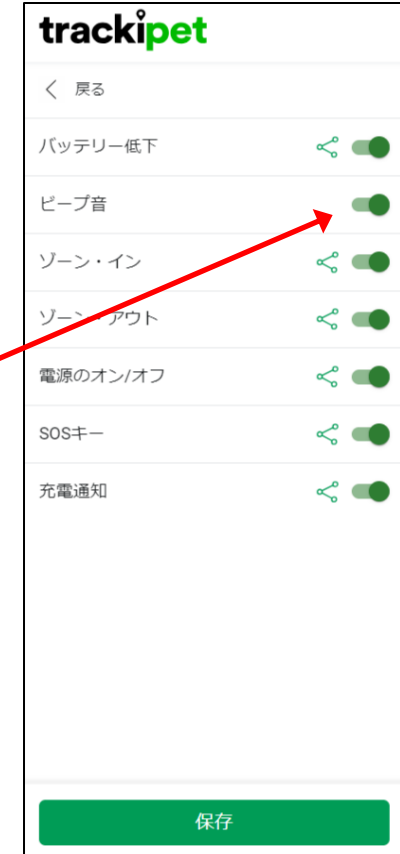 trackipet
戻る
バッテリー低下
ビープ音
ゾーン・イン
ゾーン・アウト
電源のオン/オフ
SOSキー
充電通知
保存